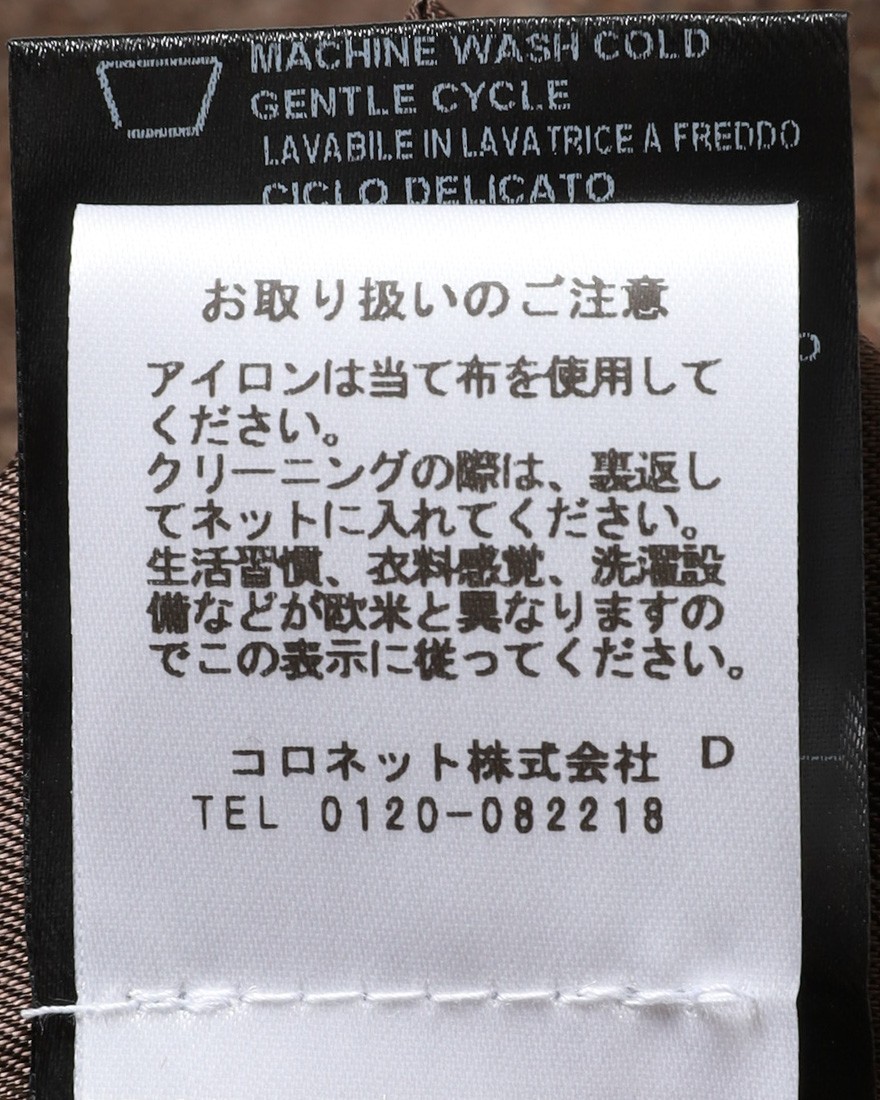 MACHINE WASH COLD
GENTLE CYCLE
LAVABILE IN LAVATRICE A FREDDO
CICLO DELICATO
お取り扱いのご注意
アイロンは当て布を使用して
ください。
クリーニングの際は、裏返し
てネットに入れてください。
生活習慣、衣料感覚、洗濯設
備などが欧米と異なりますの
でこの表示に従ってください。
コロネット株式会社 D
TEL 0120-082218